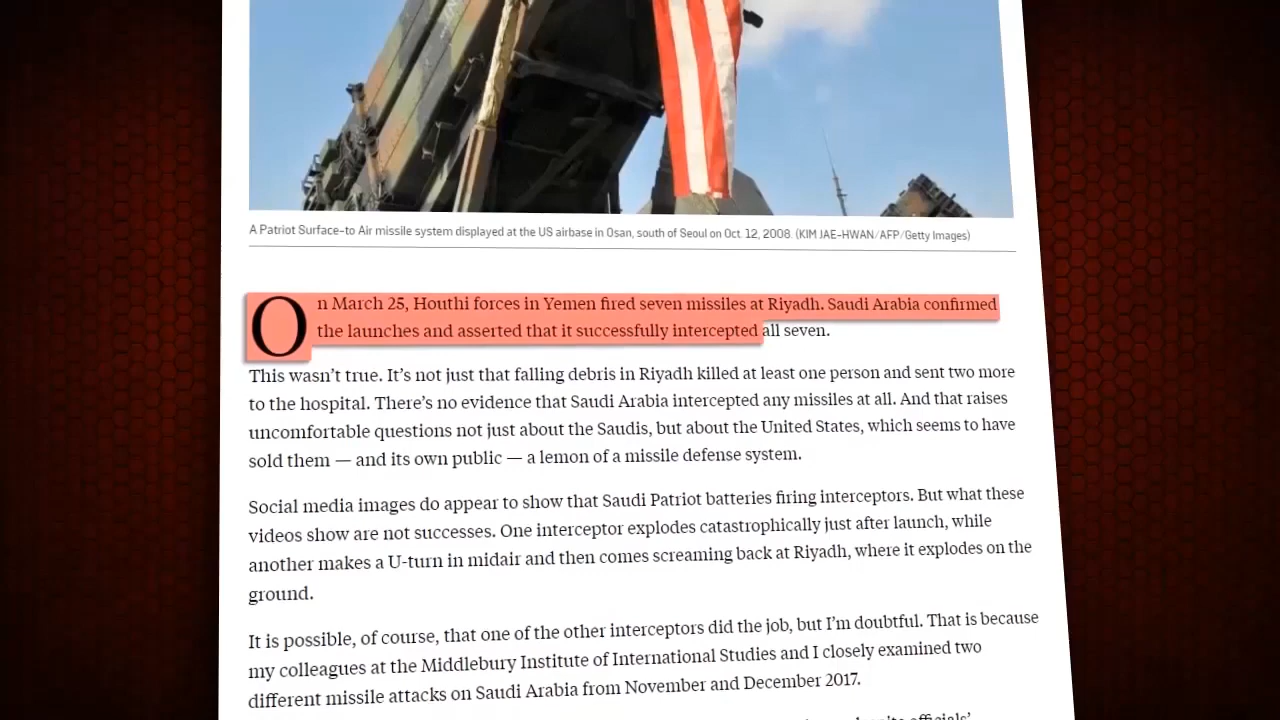 A Patriot Surface-to Air missile system displayed at the US airbase in Osan, south of Seoul on Oct. 12, 2008. (KIM JAE-HWAN/AFP/Getty Images)
On March 25, Houthi forces in Yemen fired seven missiles at Riyadh. Saudi Arabia confirmed
the launches and asserted that it successfully intercepted all seven.
This wasn’t true. It’s not just that falling debris in Riyadh killed at least one person and sent two more
to the hospital. There’s no evidence that Saudi Arabia intercepted any missiles at all. And that raises
uncomfortable questions not just about the Saudis, but about the United States, which seems to have
sold them — and its own public — a lemon of a missile defense system.
Social media images do appear to show that Saudi Patriot batteries firing interceptors. But what these
videos show are not successes. One interceptor explodes catastrophically just after launch, while
another makes a U-turn in midair and then comes screaming back at Riyadh, where it explodes on the
ground.
It is possible, of course, that one of the other interceptors did the job, but I’m doubtful. That is because
my colleagues at the Middlebury Institute of International Studies and I closely examined two
different missile attacks on Saudi Arabia from November and December 2017.
officials’